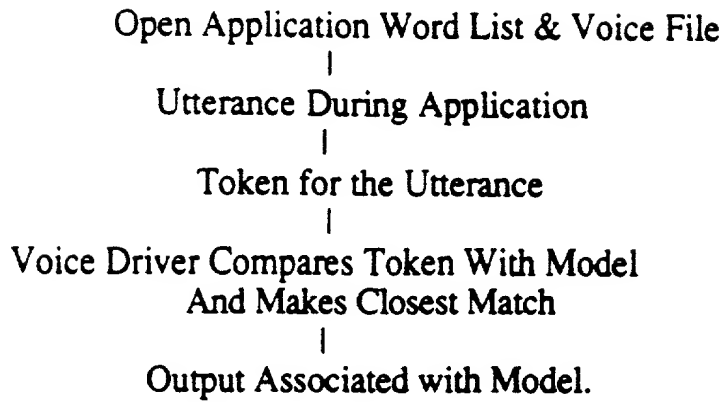 Open Application Word List & Voice File
Utterance During Application
Token for the Utterance
Voice Driver Compares Token With Model
And Makes Closest Match
Output Associated with Model.